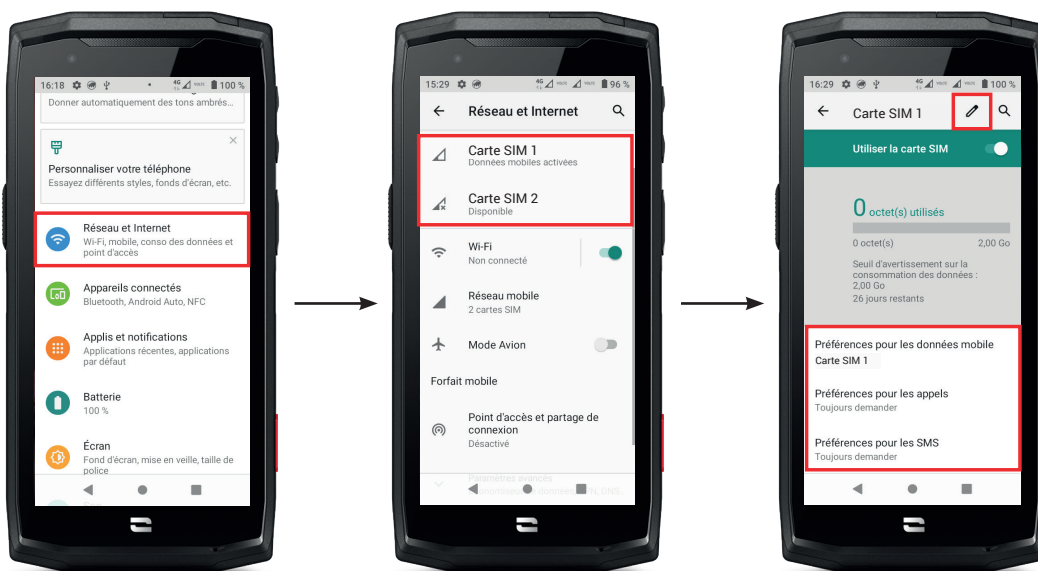 16:18
4G
100 %
Donner automatiquement des tons ambrés...
Personnaliser votre téléphone
Essayez différents styles, fonds d'écran, etc.
Réseau et Internet
Wi-Fi, mobile, conso des données et
point d'accès
Appareils connectés
Bluetooth, Android Auto, NFC
Applis et notifications
Applications récentes, applications
par défaut
Batterie
100 %
Écran
Fond d'écran, mise en veille, taille de
police
15:29
4G
96 %
Réseau et Internet
Carte SIM 1
Données mobiles activées
Carte SIM 2
Disponible
Wi-Fi
Non connecté
Réseau mobile
2 cartes SIM
Mode Avion
Forfait mobile
Point d'accès et partage de
connexion
Désactivé
Paramètres avancés
16:29
4G
100 %
Carte SIM 1
Utiliser la carte SIM
0 octet(s) utilisés
0 octet(s) 2,00 Go
Seuil d'avertissement sur la
consommation des données :
2,00 Go
26 jours restants
Préférences pour les données mobile
Carte SIM 1
Préférences pour les appels
Toujours demander
Préférences pour les SMS
Toujours demander